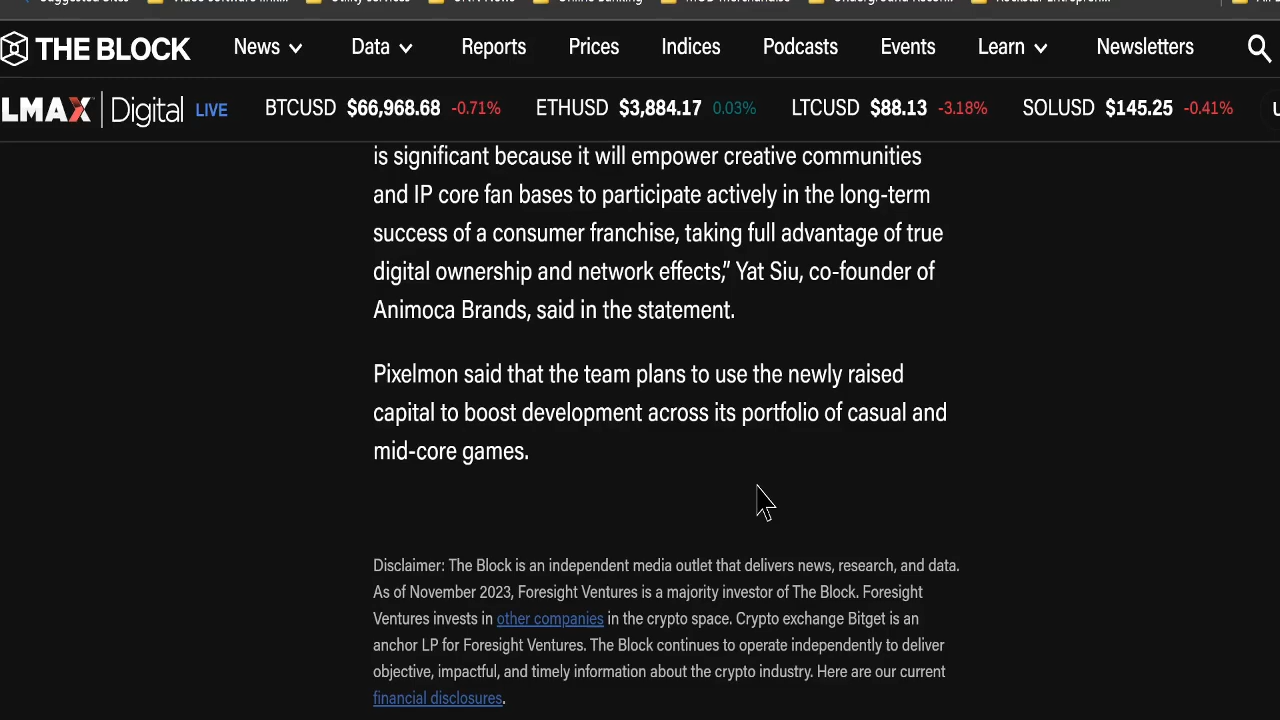 THE BLOCK News Data Reports Prices Indices Podcasts Events Learn Newsletters
LMAX Digital LIVE BTCUSD $66,968.68 -0.71% ETHUSD $3,884.17 0.03% LTCUSD $88.13 -3.18% SOLUSD $145.25 -0.41%
is significant because it will empower creative communities
and IP core fan bases to participate actively in the long-term
success of a consumer franchise, taking full advantage of true
digital ownership and network effects,” Yat Siu, co-founder of
Animoca Brands, said in the statement.
Pixelmon said that the team plans to use the newly raised
capital to boost development across its portfolio of casual and
mid-core games.
Disclaimer: The Block is an independent media outlet that delivers news, research, and data.
As of November 2023, Foresight Ventures is a majority investor of The Block. Foresight
Ventures invests in other companies in the crypto space. Crypto exchange Bitget is an
anchor LP for Foresight Ventures. The Block continues to operate independently to deliver
objective, impactful, and timely information about the crypto industry. Here are our current
financial disclosures.